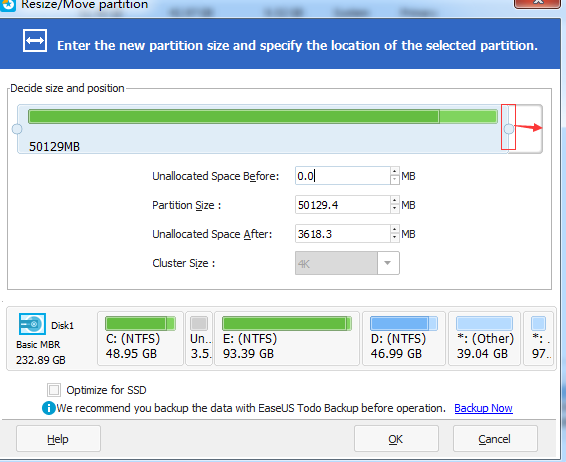 Resize/Move partition
Enter the new partition size and specify the location of the selected partition.
Decide size and position
50129MB
Unallocated Space Before: 0.0 MB
Partition Size : 50129.4 MB
Unallocated Space After: 3618.3 MB
Cluster Size : 4K
Disk1
Basic MBR
232.89 GB
C: (NTFS)
48.95 GB
Un...
3.5.
E: (NTFS)
93.39 GB
D: (NTFS)
46.99 GB
*: (Other)
39.04 GB
*: .
97..
Optimize for SSD
We recommend you backup the data with EaseUS Todo Backup before operation. Backup Now
Help OK Cancel